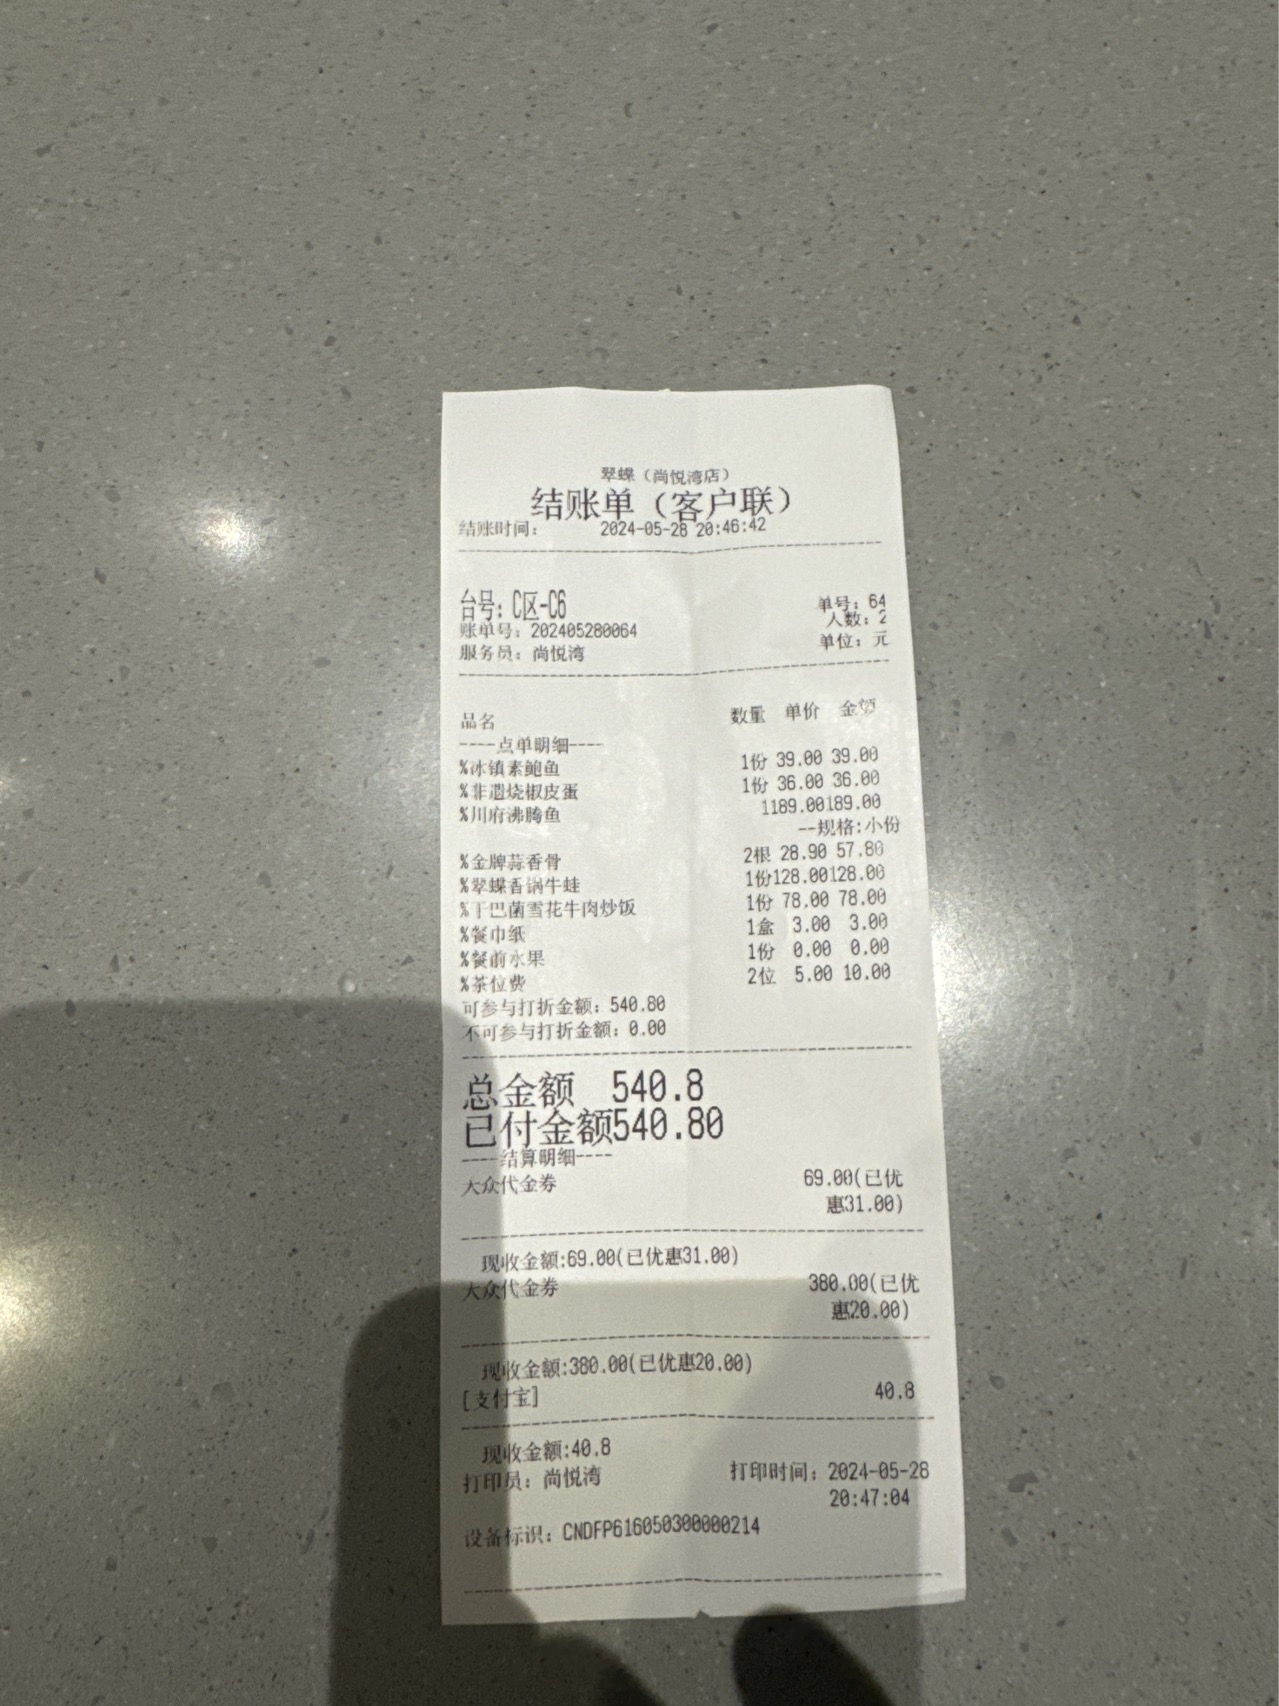 翠蝶（尚悦湾店）
结账单（客户联）
结账时间： 2024-05-28 20:46:42
台号：C区-C6 单号：64
人数：2
账单号：202405280064
服务员：尚悦湾 单位：元
品名 数量 单价 金额
----点单明细----
%冰镇素鲍鱼 1份 39.00 39.00
%非遗烧椒皮蛋 1份 36.00 36.00
%川府沸腾鱼 1189.00189.00
--规格:小份
%金牌蒜香骨 2根 28.90 57.80
%翠蝶香锅牛蛙 1份128.00128.00
%干巴菌雪花牛肉炒饭 1份 78.00 78.00
%餐巾纸 1盒 3.00 3.00
%餐前水果 1份 0.00 0.00
%茶位费 2位 5.00 10.00
可参与打折金额：540.80
不可参与打折金额：0.00
总金额 540.8
已付金额540.80
----结算明细----
大众代金券 69.00(已优
惠31.00)
现收金额:69.00(已优惠31.00)
大众代金券 380.00(已优
惠20.00)
现收金额:380.00(已优惠20.00)
[支付宝] 40.8
现收金额:40.8
打印员：尚悦湾 打印时间：2024-05-28
20:47:04
设备标识：CNDFP616050300000214